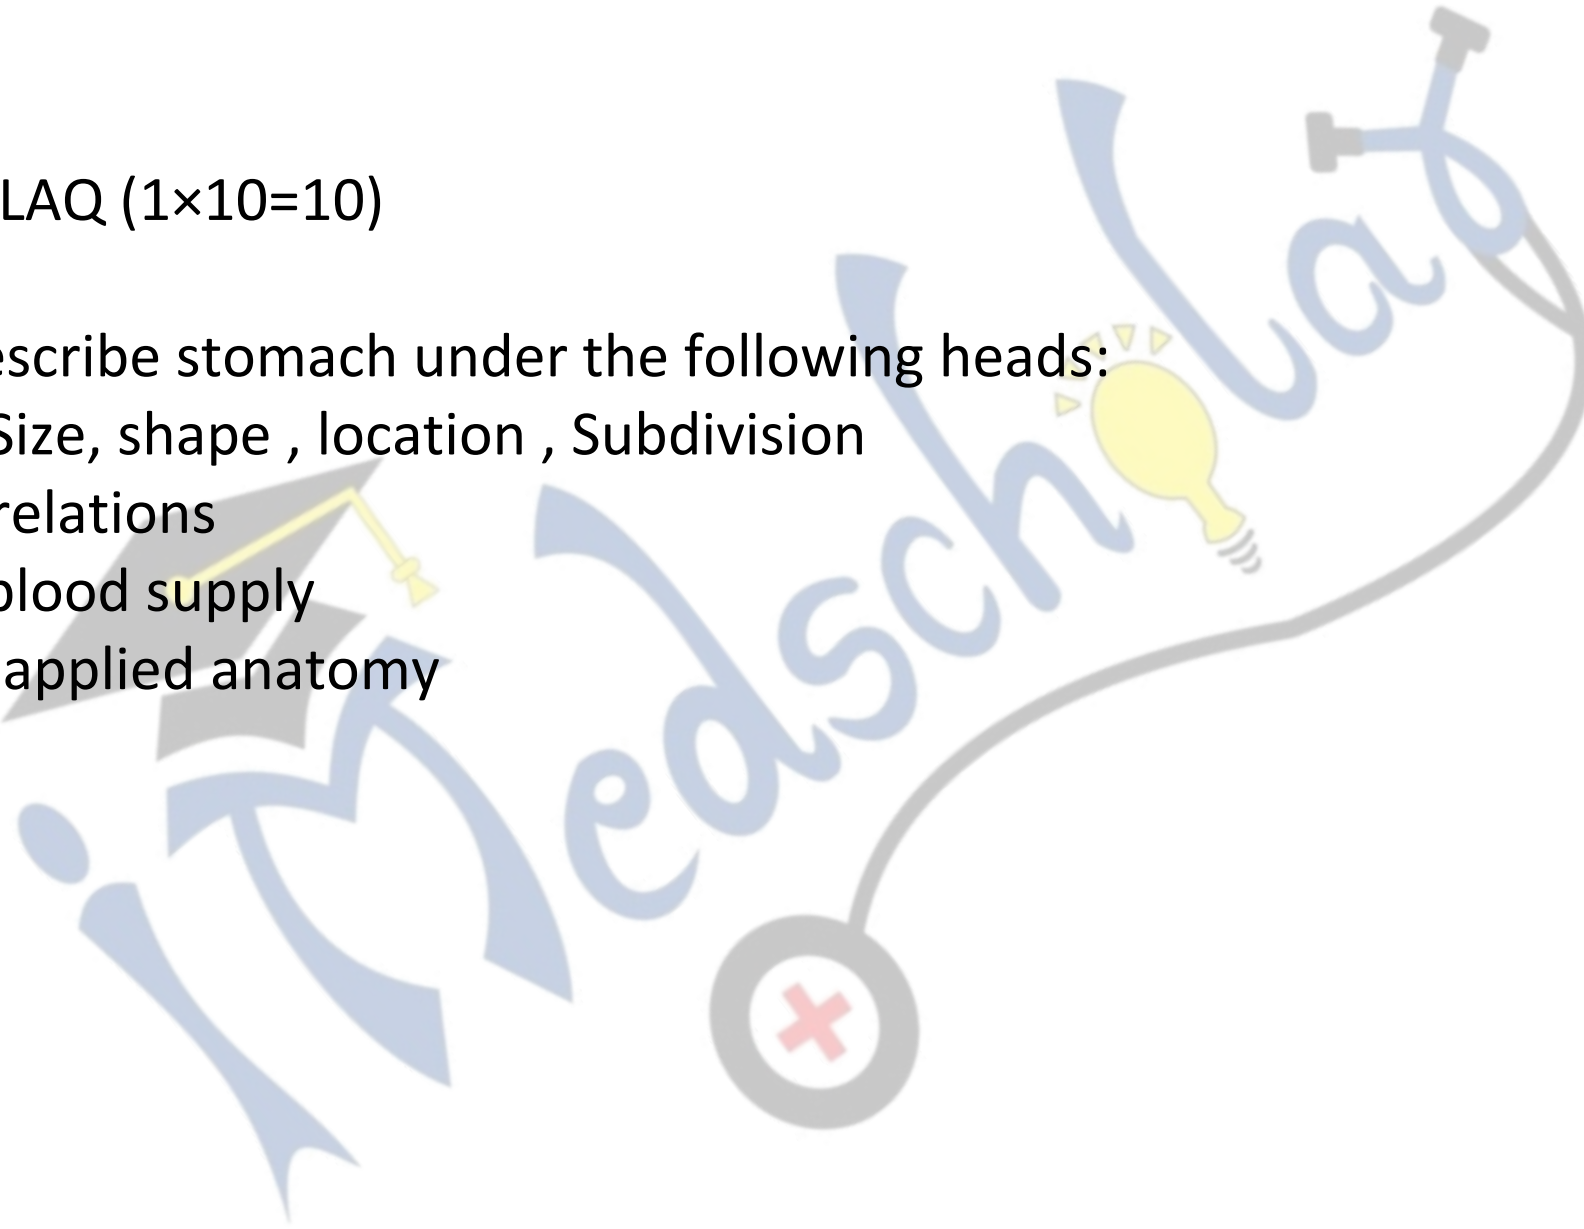 LAQ (1×10=10)
escribe stomach under the following heads:
Size, shape , location , Subdivision
relations
blood supply
applied anatomy
iMedscholar